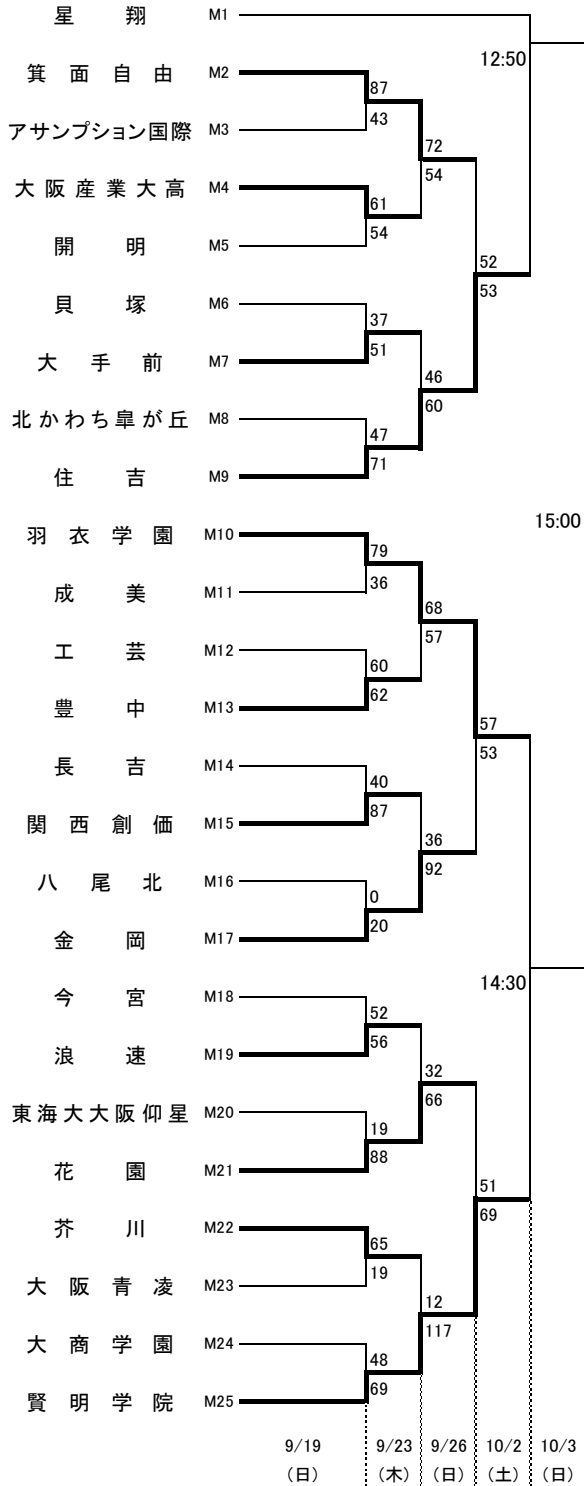 星翔 M1
12:50
箕面自由 M2
87
43
アサンプション国際 M3
72
54
大阪産業大高 M4
61
54
開明 M5
52
53
貝塚 M6
37
51
大手前 M7
46
60
北かわち皐が丘 M8
47
71
住吉 M9
15:00
羽衣学園 M10
79
36
成美 M11
68
57
工芸 M12
60
62
豊中 M13
57
53
長吉 M14
40
87
関西創価 M15
36
92
八尾北 M16
0
20
金岡 M17
14:30
今宮 M18
52
56
浪速 M19
32
66
東海大大阪仰星 M20
19
88
花園 M21
51
69
芥川 M22
65
19
大阪青凌 M23
12
117
大商学園 M24
48
69
賢明学院 M25
9/19 9/23 9/26 10/2 10/3
（日） （木） （日） （土） （日）